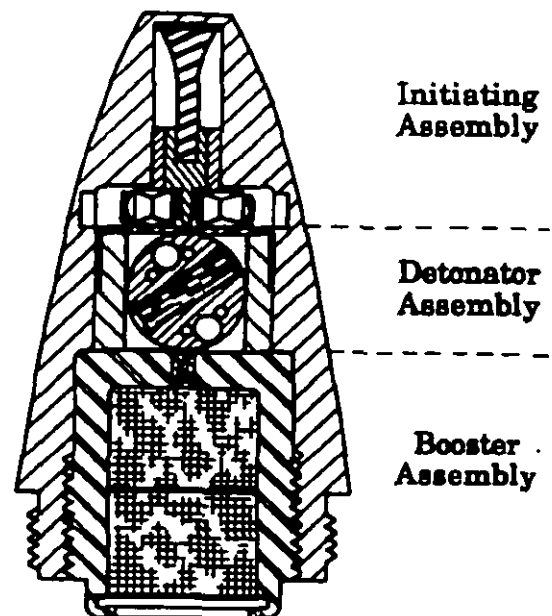 Initiating
Assembly
Detonator
Assembly
Booster
Assembly